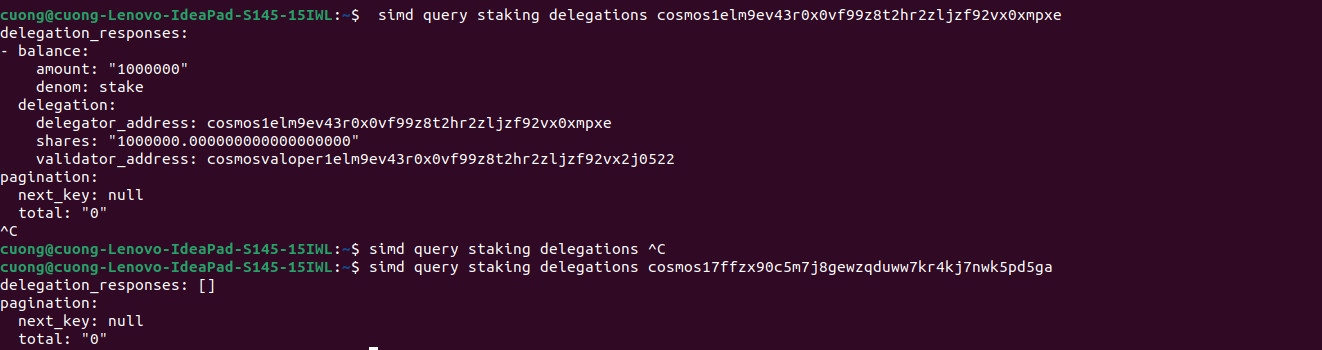 cuong@cuong-Lenovo-IdeaPad-S145-15IWL:~$  simd query staking delegations cosmos1elm9ev43r0x0vf99z8t2hr2zljzf92vx0xmpxe
delegation_responses:
- balance:
    amount: "1000000"
    denom: stake
  delegation:
    delegator_address: cosmos1elm9ev43r0x0vf99z8t2hr2zljzf92vx0xmpxe
    shares: "1000000.000000000000000000"
    validator_address: cosmosvaloper1elm9ev43r0x0vf99z8t2hr2zljzf92vx2j0522
pagination:
  next_key: null
  total: "0"
^C
cuong@cuong-Lenovo-IdeaPad-S145-15IWL:~$ simd query staking delegations ^C
cuong@cuong-Lenovo-IdeaPad-S145-15IWL:~$ simd query staking delegations cosmos17ffzx90c5m7j8gewzqduww7kr4kj7nwk5pd5ga
delegation_responses: []
pagination:
  next_key: null
  total: "0"